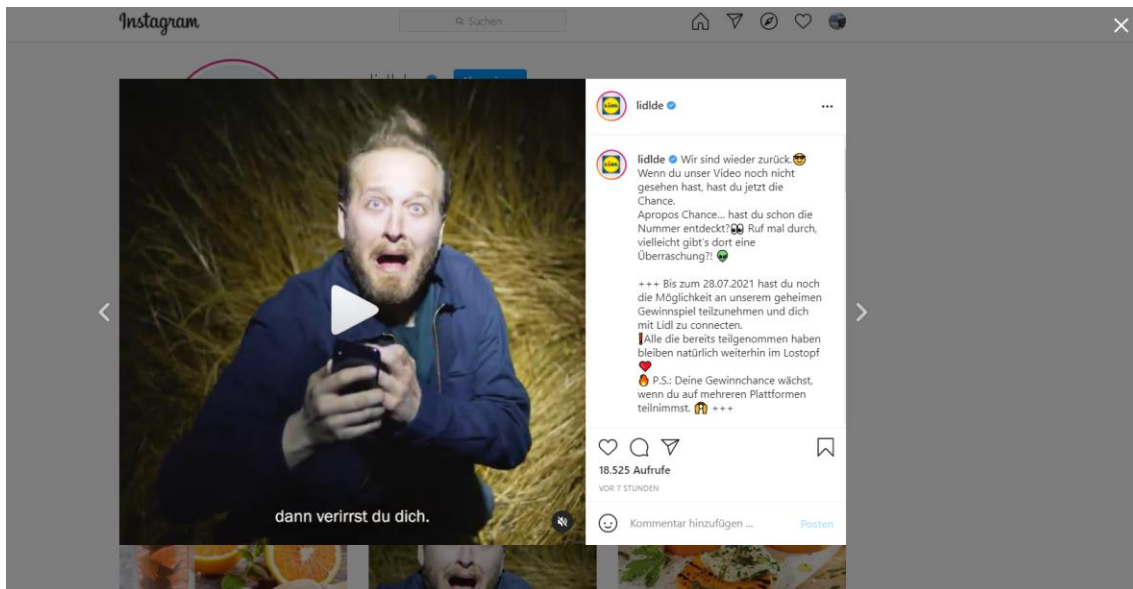 Instagram
Suchen
lidlde
dann verirrst du dich.
lidlde
lidlde Wir sind wieder zurück.😎
Wenn du unser Video noch nicht
gesehen hast, hast du jetzt die
Chance.
Apropos Chance... hast du schon die
Nummer entdeckt?👀 Ruf mal durch,
vielleicht gibt's dort eine
Überraschung?! 👽
+++ Bis zum 28.07.2021 hast du noch
die Möglichkeit an unserem geheimen
Gewinnspiel teilzunehmen und dich
mit Lidl zu connecten.
❗Alle die bereits teilgenommen haben
bleiben natürlich weiterhin im Lostopf
❤️
🔥 P.S.: Deine Gewinnchance wächst,
wenn du auf mehreren Plattformen
teilnimmst. 🙀 +++
18.525 Aufrufe
VOR 7 STUNDEN
Kommentar hinzufügen ...
Posten